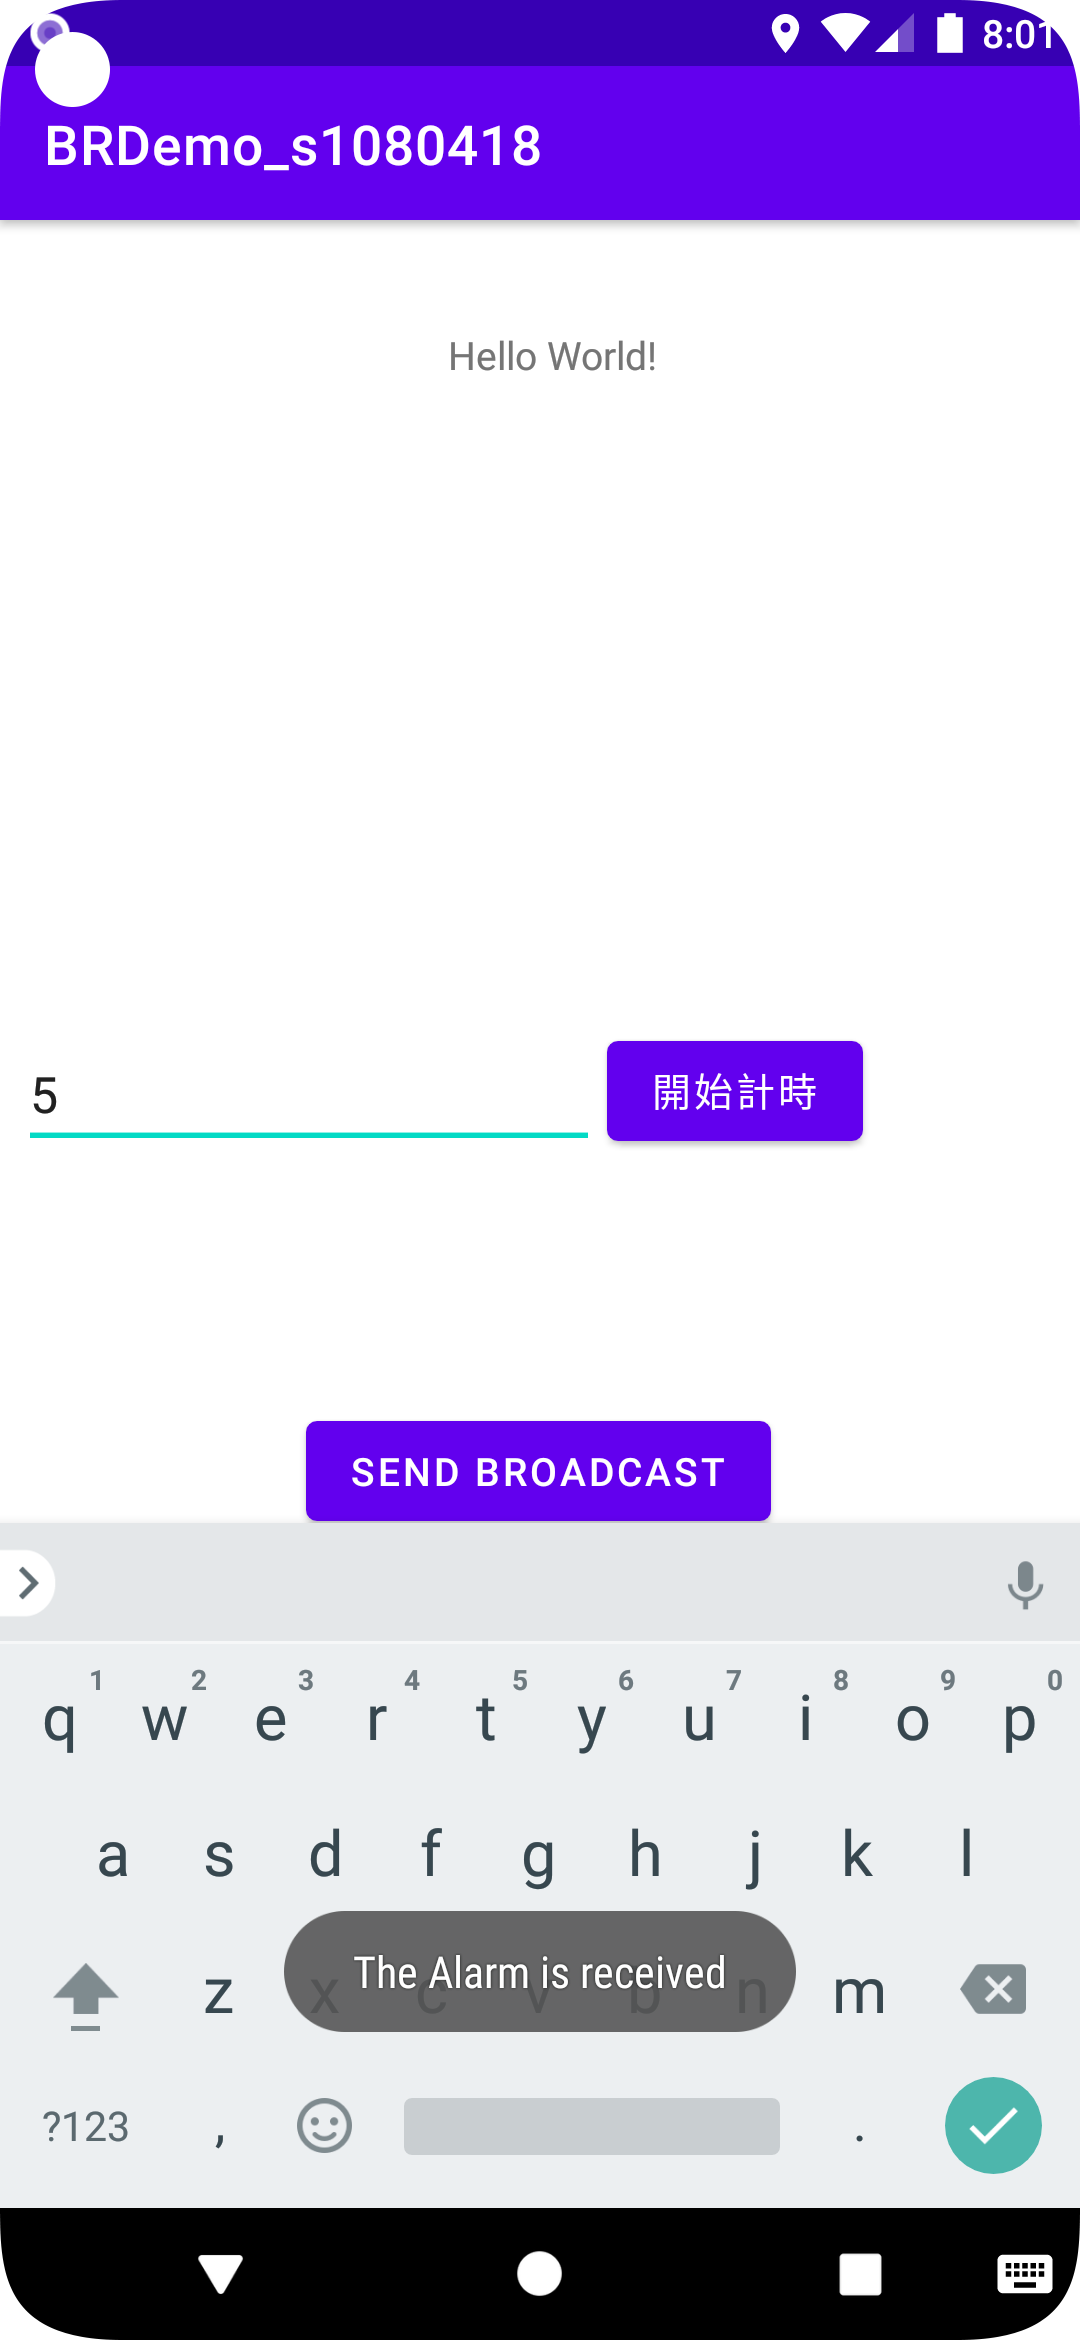 8:01
BRDemo_s1080418
Hello World!
5
開始計時
SEND BROADCAST
1 2 3 4 5 6 7 8 9 0
q w e r t y u i o p
a s d f g h j k l
z x c v b n m
The Alarm is received
?123 , .